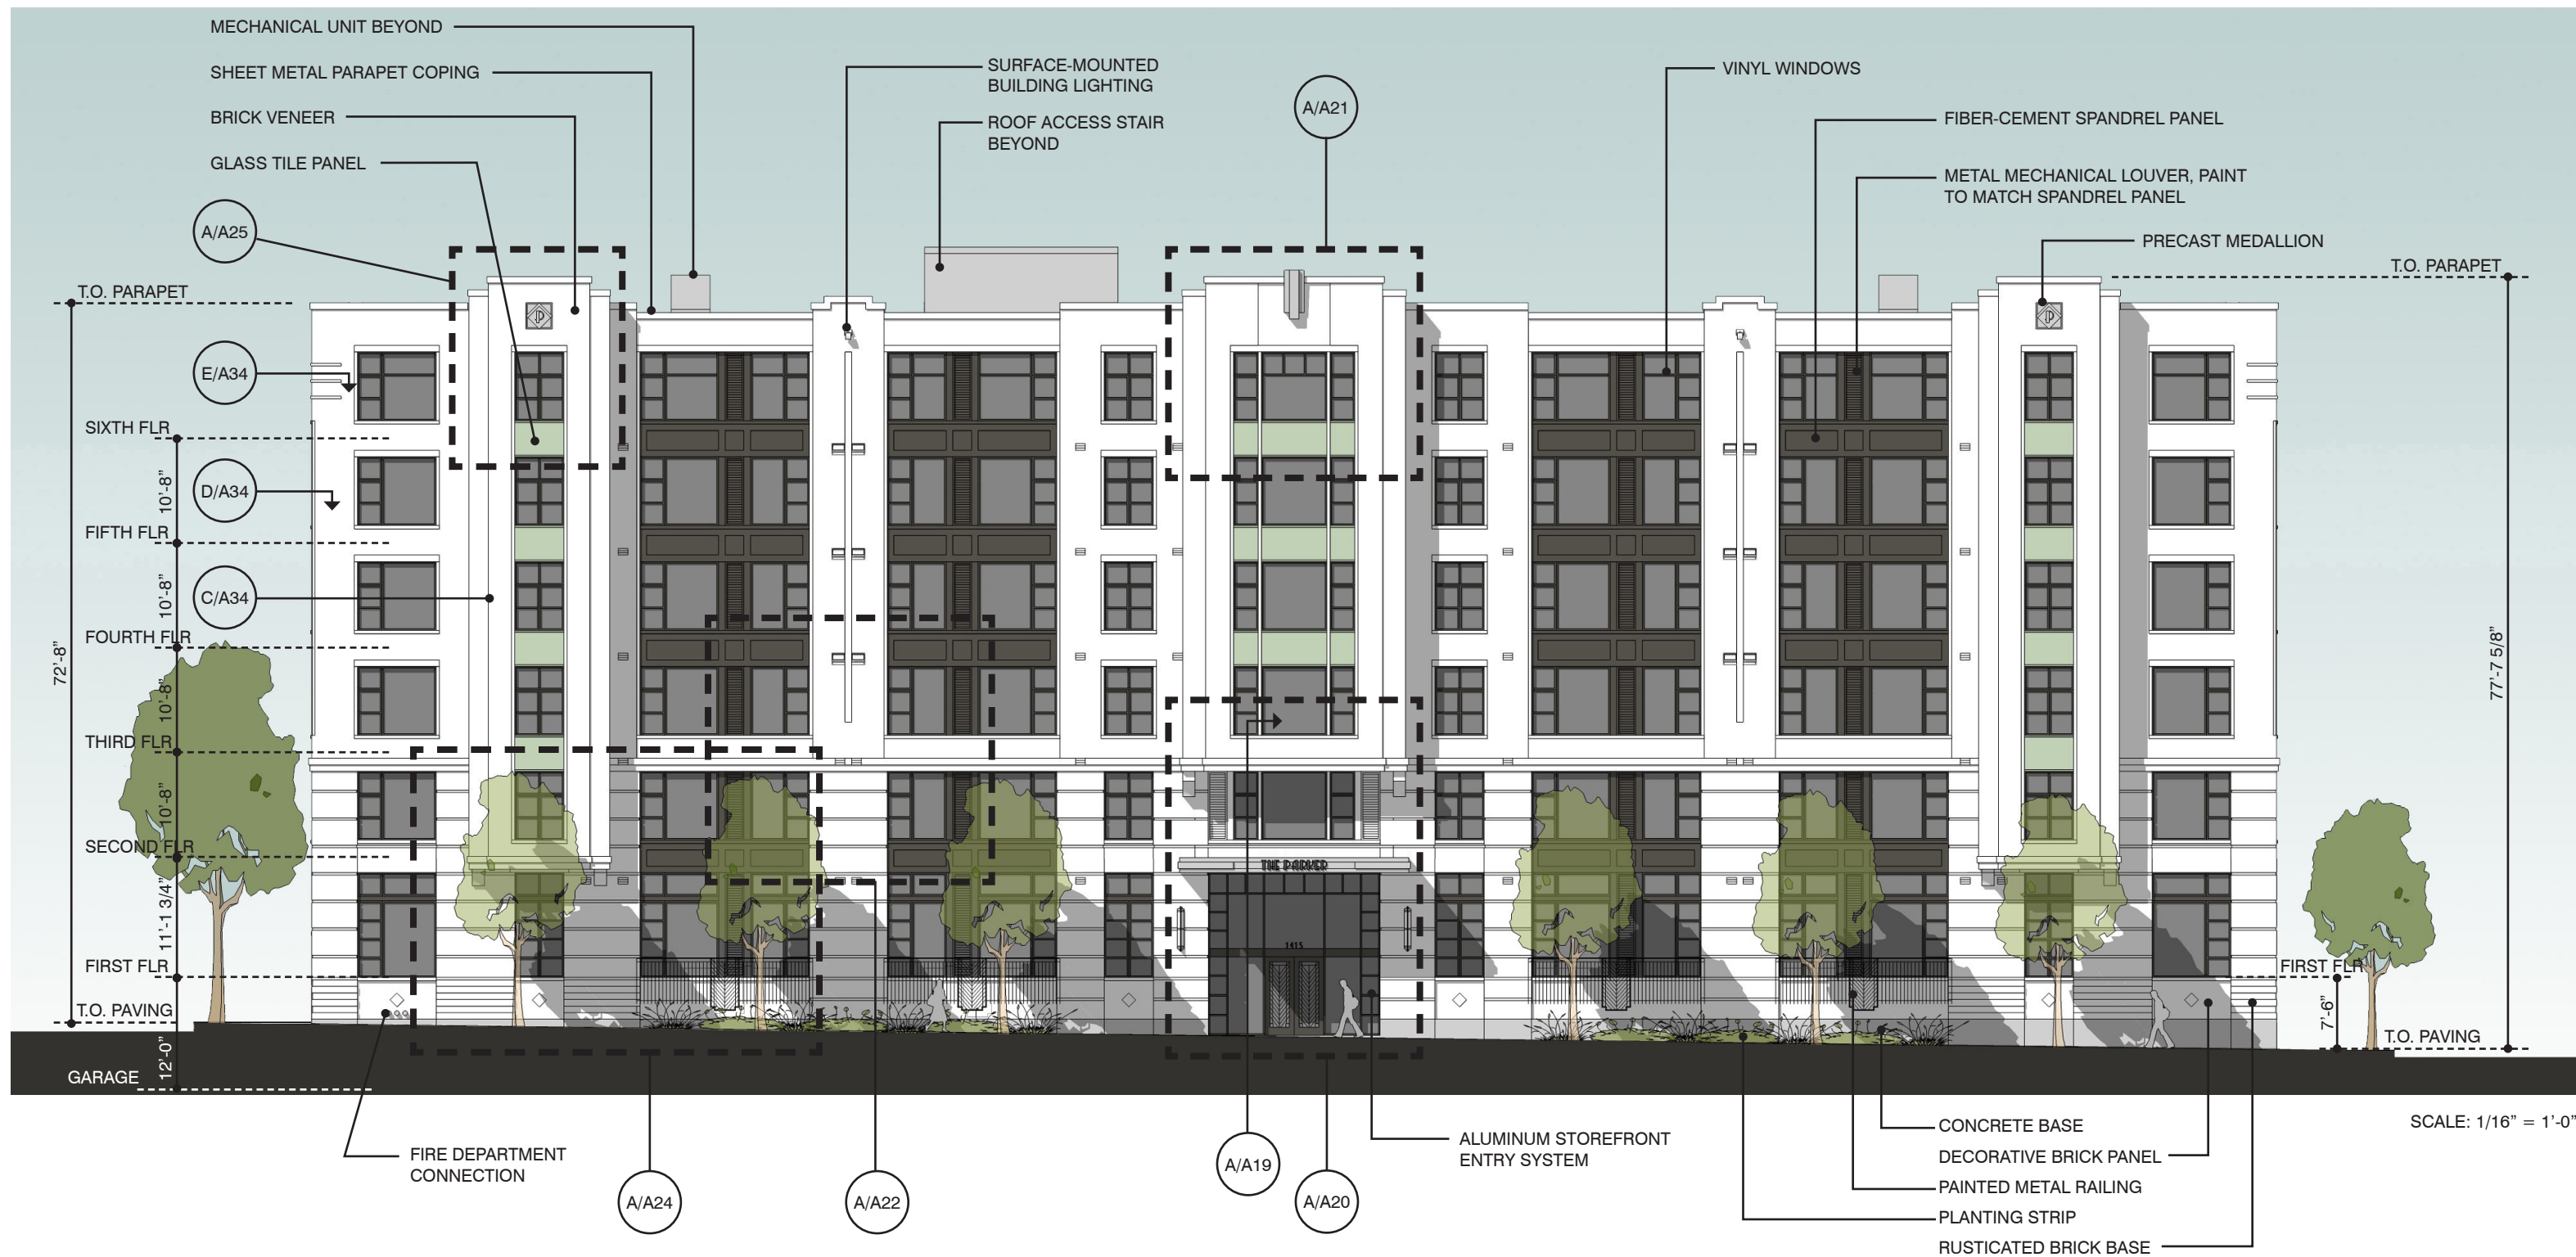 MECHANICAL UNIT BEYOND
SHEET METAL PARAPET COPING
BRICK VENEER
GLASS TILE PANEL
SURFACE-MOUNTED
BUILDING LIGHTING
ROOF ACCESS STAIR
BEYOND
A/A21
VINYL WINDOWS
FIBER-CEMENT SPANDREL PANEL
METAL MECHANICAL LOUVER, PAINT
TO MATCH SPANDREL PANEL
PRECAST MEDALLION
A/A25
T.O. PARAPET
T.O. PARAPET
P
P
E/A34
SIXTH FLR
10'-8"
D/A34
FIFTH FLR
10'-8"
C/A34
FOURTH FLR
72'-8"
10'-8"
77'-7 5/8"
THIRD FLR
10'-8"
SECOND FLR
THE PARKER
11'-1 3/4"
1415
FIRST FLR
FIRST FLR
T.O. PAVING
7'-6"
T.O. PAVING
12'-0"
GARAGE
SCALE: 1/16" = 1'-0"
FIRE DEPARTMENT
CONNECTION
A/A24
A/A22
A/A19
A/A20
ALUMINUM STOREFRONT
ENTRY SYSTEM
CONCRETE BASE
DECORATIVE BRICK PANEL
PAINTED METAL RAILING
PLANTING STRIP
RUSTICATED BRICK BASE